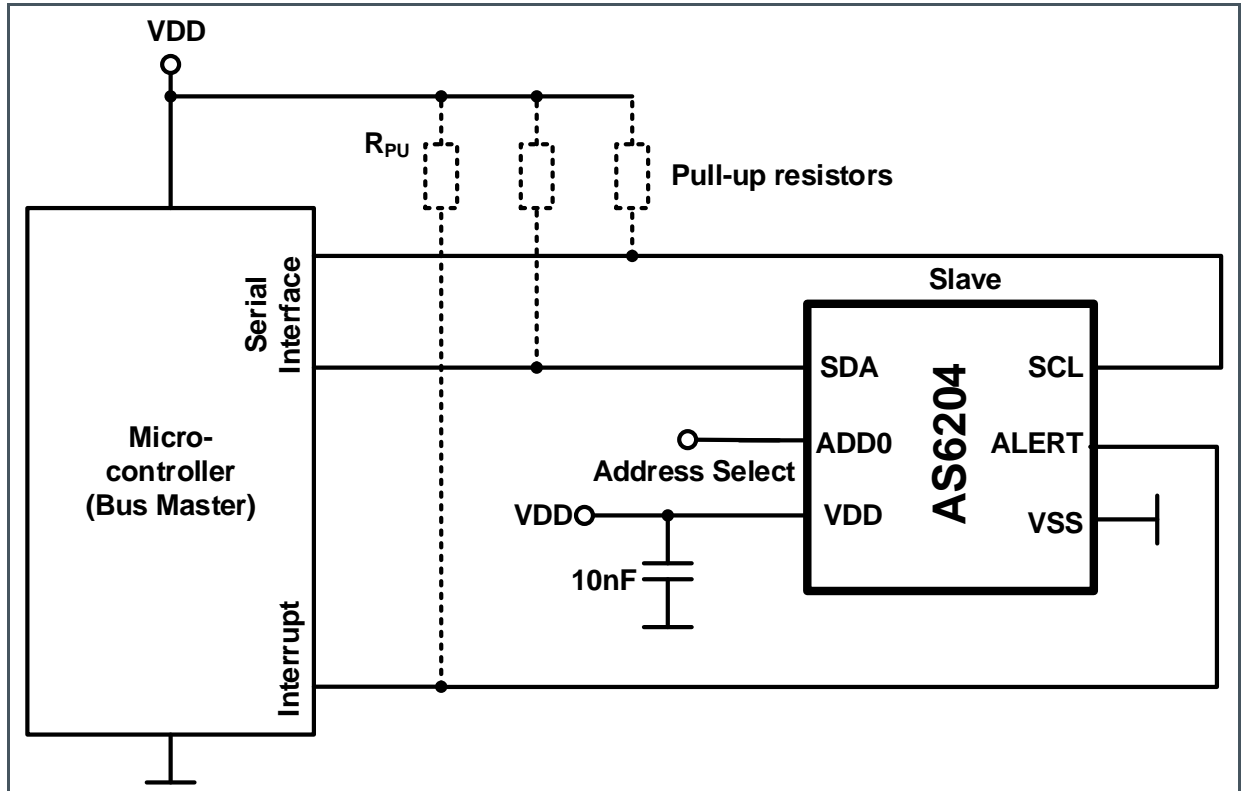 VDD
RPU
Pull-up resistors
Serial
Interface
Slave
SDA
SCL
AS6204
Micro-
controller
(Bus Master)
ADD0
ALERT
Address Select
VDD
VDD
VSS
10nF
Interrupt